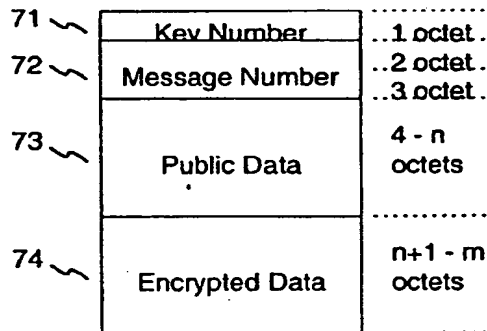 71 Key Number 1 octet
72 Message Number 2 octet
3 octet
73 Public Data 4 - n
octets
74 Encrypted Data n+1 - m
octets